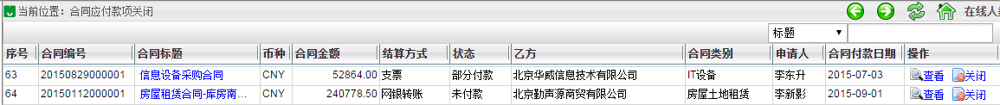 当前位置：合同应付款项关闭 在线人数
标题
序号 合同编号 合同标题 币种 合同金额 结算方式 状态 乙方 合同类别 申请人 合同付款日期 操作
63 20150829000001 信息设备采购合同 CNY 52864.00 支票 部分付款 北京华威信息技术有限公司 IT设备 李东升 2015-07-03 查看 关闭
64 20150112000001 房屋租赁合同-库房南... CNY 240778.50 网银转账 未付款 北京勤声源商贸有限公司 房屋土地租赁 李新影 2015-09-01 查看 关闭